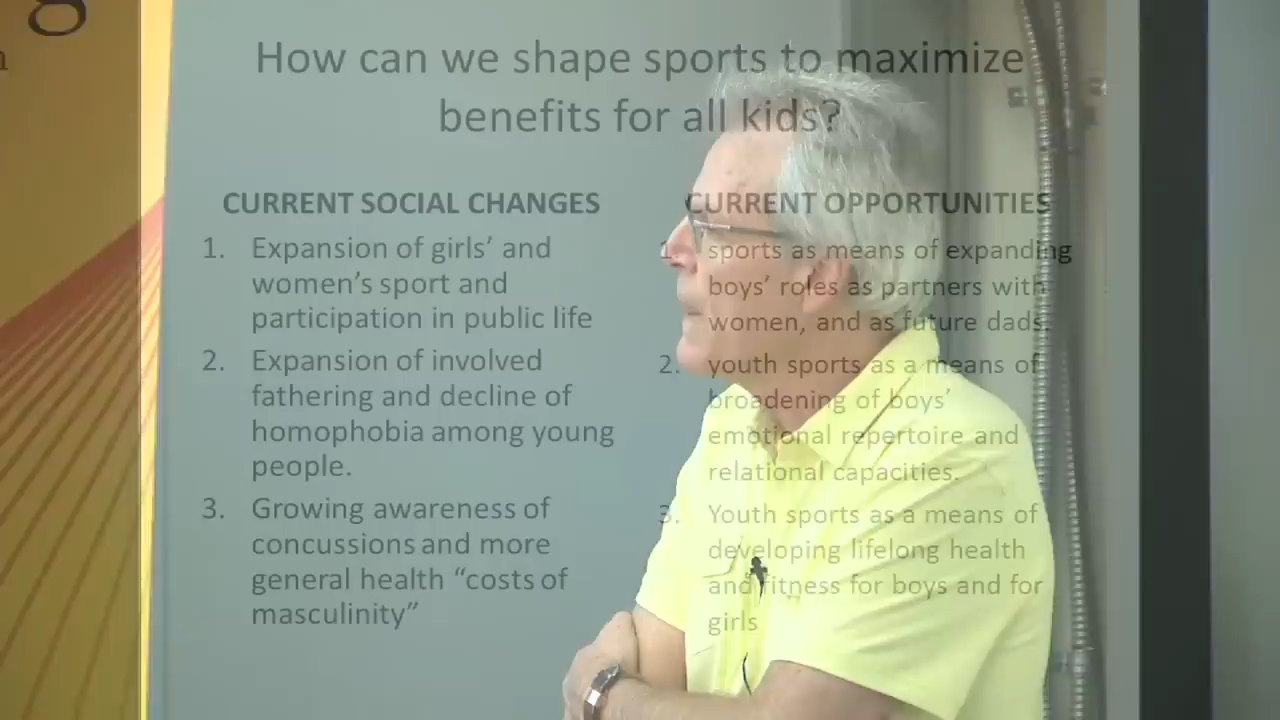 g
n
How can we shape sports to maximize
benefits for all kids?
CURRENT SOCIAL CHANGES
1. Expansion of girls’ and
women’s sport and
participation in public life
2. Expansion of involved
fathering and decline of
homophobia among young
people.
3. Growing awareness of
concussions and more
general health “costs of
masculinity”
CURRENT OPPORTUNITIES
1. sports as means of expanding
boys’ roles as partners with
women, and as future dads.
2. youth sports as a means of
broadening of boys’
emotional repertoire and
relational capacities.
3. Youth sports as a means of
developing lifelong health
and fitness for boys and for
girls